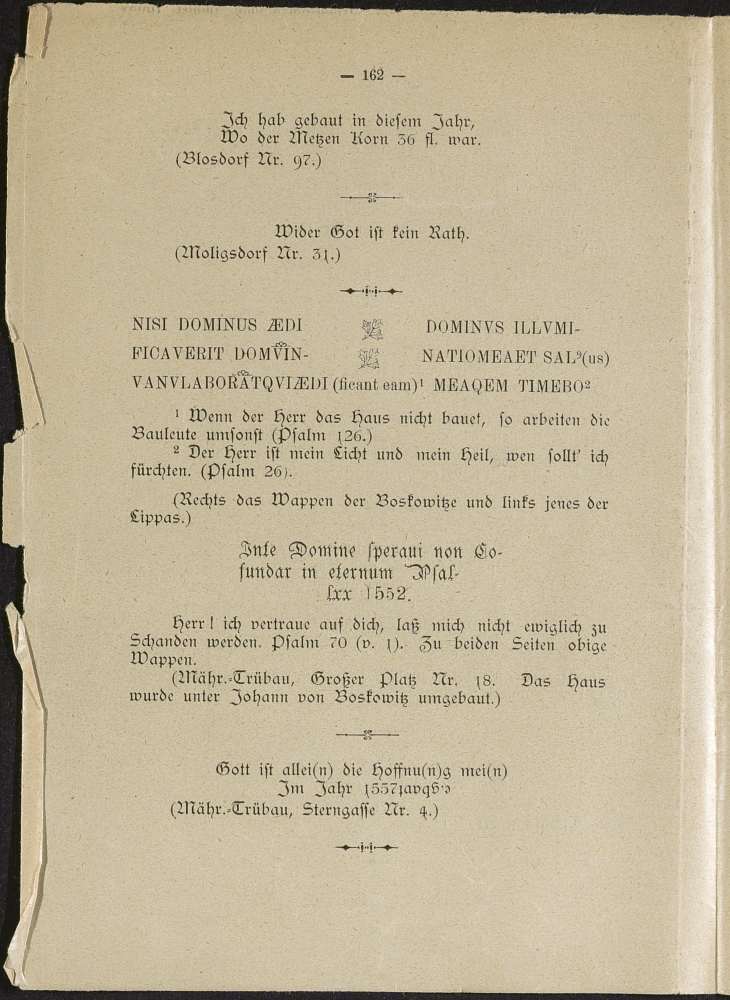 — 162 —
Ich hab gebaut in dieſem Jahr,
Wo der Metzen Korn 36 fl. war.
(Blosdorf Nr. 97.)
Wider Got iſt kein Rath.
(Moligsdorf Nr. 31.)
NISI DOMINUS ÆDI DOMINVS ILLVMI-
FICAVERIT DOMVIN- NATIOMEAET SAL⁹(us)
VANVLABORATQVIÆDI (ficant eam)¹ MEAQEM TIMEBO²
¹ Wenn der Herr das Haus nicht bauet, ſo arbeiten die
Bauleute umſonſt (Pſalm 126.)
² Der Herr iſt mein Licht und mein Heil, wen ſollt' ich
fürchten. (Pſalm 26).
(Rechts das Wappen der Boskowitze und links jenes der
Lippas.)
Inte Domine ſperaui non Co-
fundar in eternum Pſal-
lxx 1552.
Herr! ich vertraue auf dich, laß mich nicht ewiglich zu
Schanden werden. Pſalm 70 (v. 1). Zu beiden Seiten obige
Wappen.
(Mähr.-Trübau, Großer Platz Nr. 18. Das Haus
wurde unter Johann von Boskowitz umgebaut.)
Gott iſt allei(n) die Hoffnu(n)g mei(n)
Im Jahr
(Mähr.-Trübau, Sterngaſſe Nr. 4.)